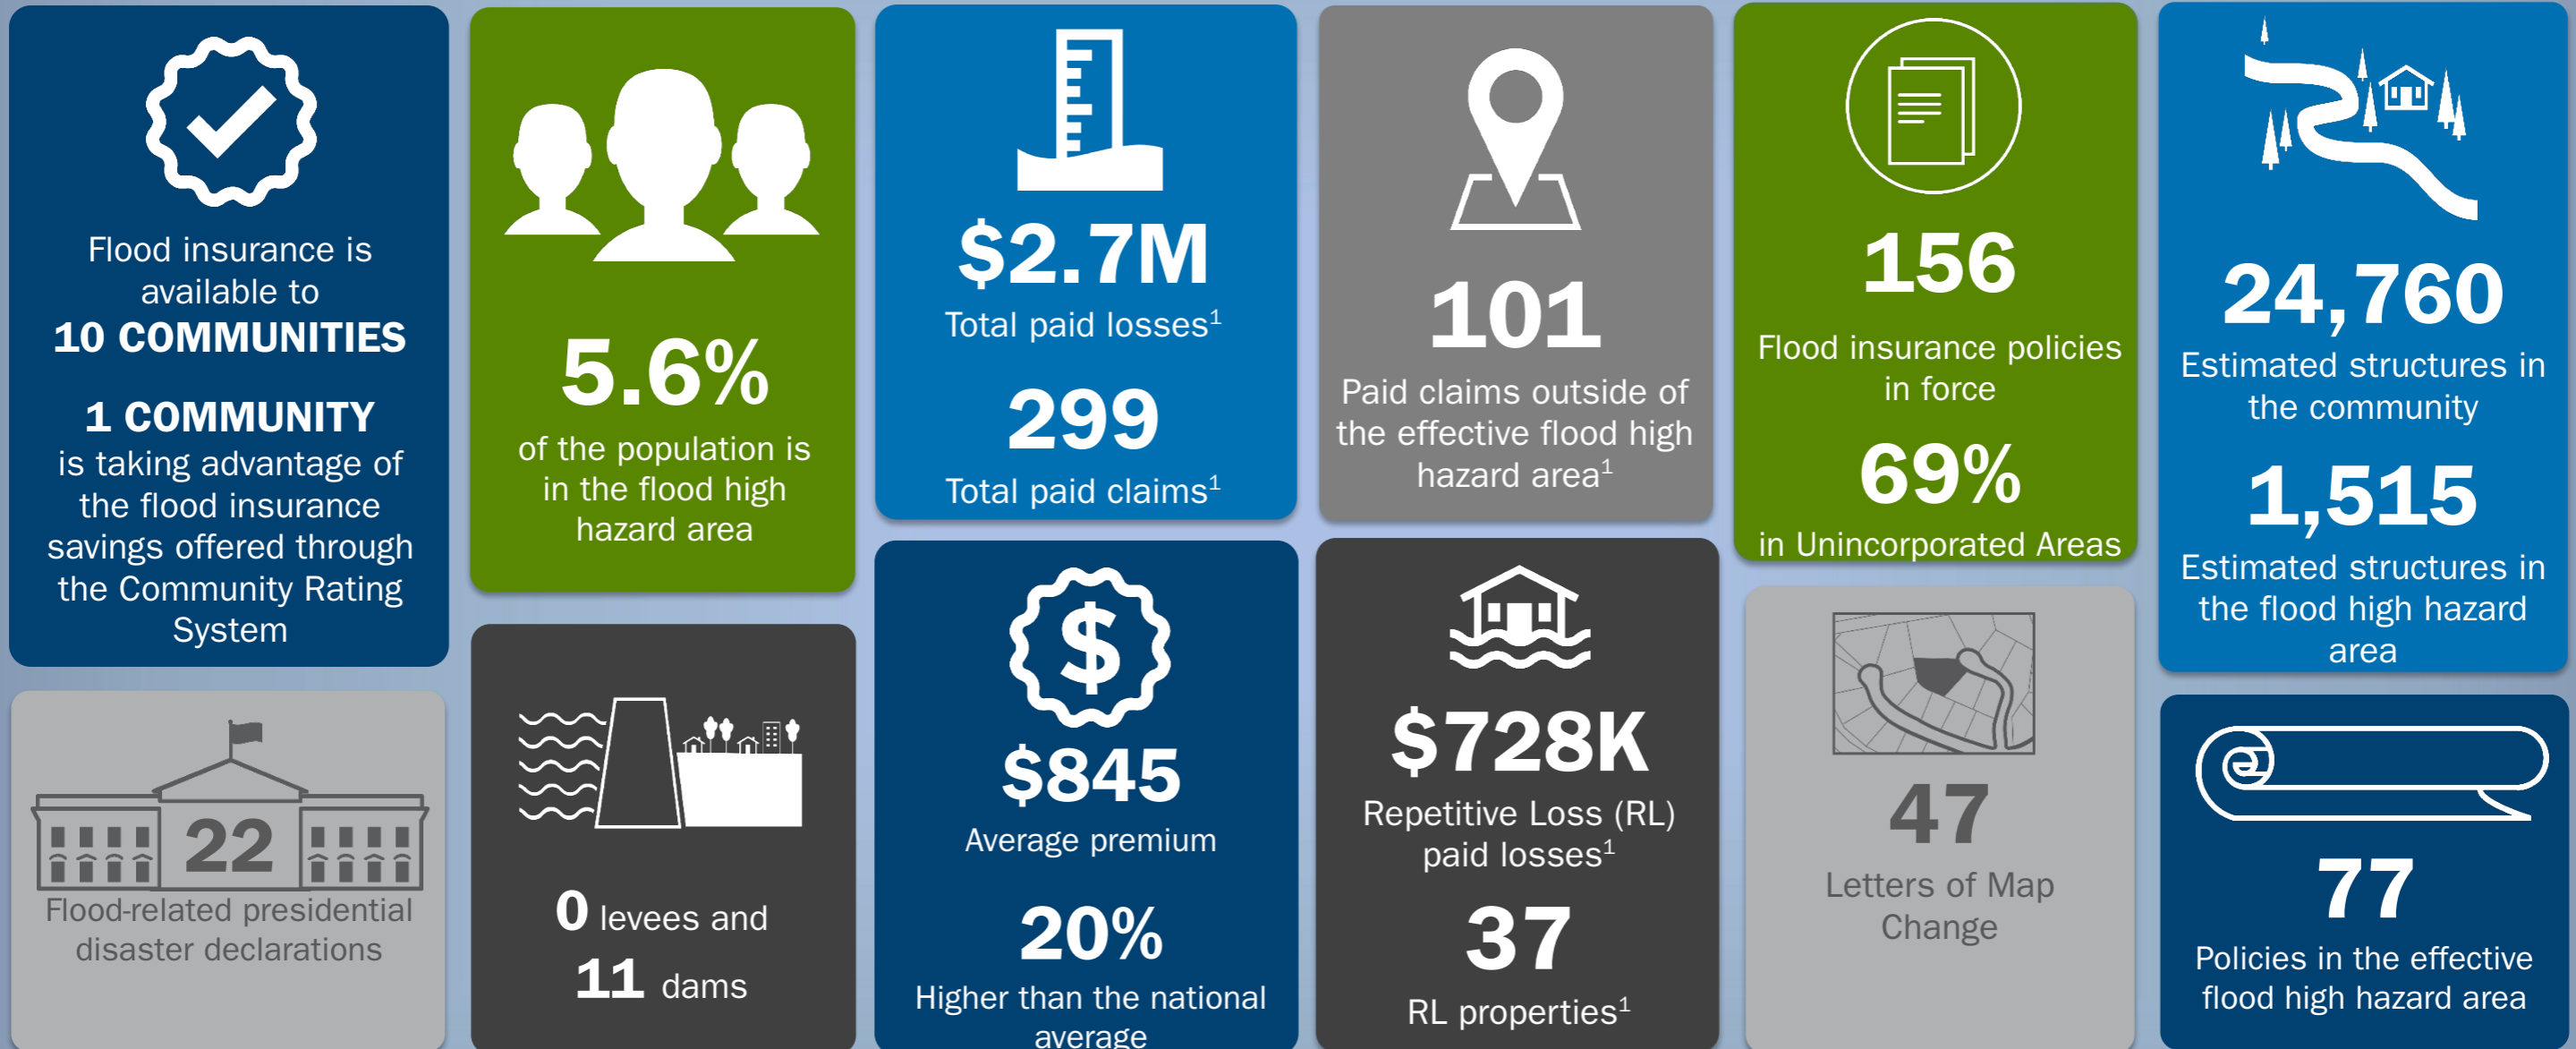 Flood insurance is
available to
10 COMMUNITIES
1 COMMUNITY
is taking advantage of
the flood insurance
savings offered through
the Community Rating
System
22
Flood-related presidential
disaster declarations
5.6%
of the population is
in the flood high
hazard area
0 levees and
11 dams
$2.7M
Total paid losses¹
299
Total paid claims¹
$
$845
Average premium
20%
Higher than the national
average
101
Paid claims outside of
the effective flood high
hazard area¹
$728K
Repetitive Loss (RL)
paid losses¹
37
RL properties¹
156
Flood insurance policies
in force
69%
in Unincorporated Areas
47
Letters of Map
Change
24,760
Estimated structures in
the community
1,515
Estimated structures in
the flood high hazard
area
77
Policies in the effective
flood high hazard area